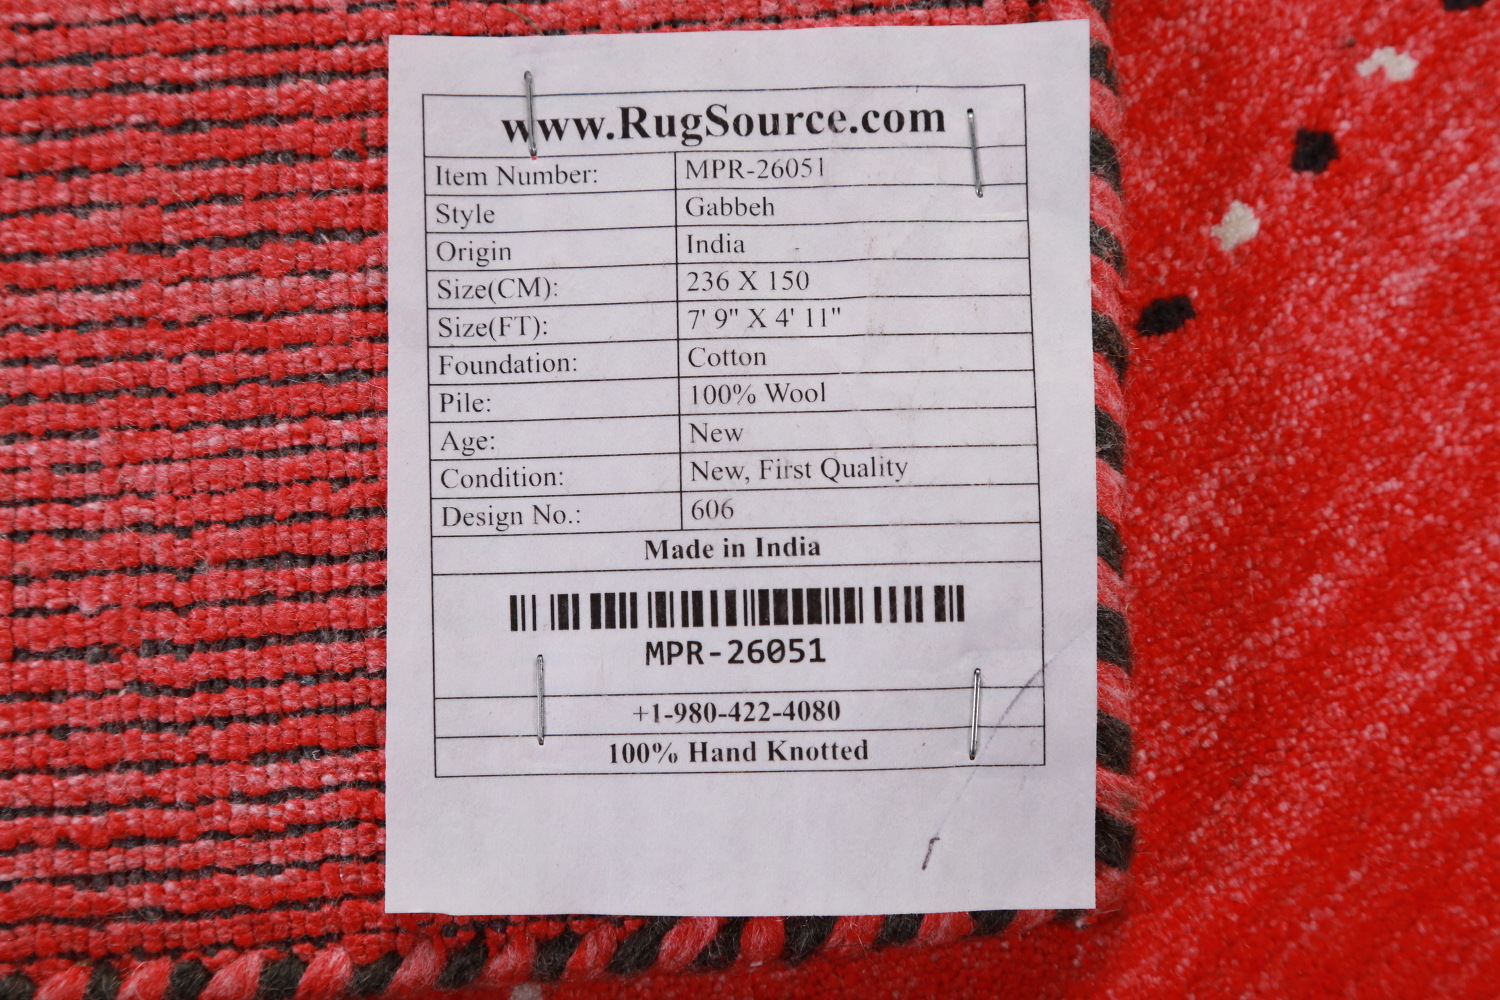 www.RugSource.com
Item Number: MPR-26051
Style Gabbeh
Origin India
Size(CM): 236 X 150
Size(FT): 7' 9" X 4' 11"
Foundation: Cotton
Pile: 100% Wool
Age: New
Condition: New, First Quality
Design No.: 606
Made in India
MPR-26051
+1-980-422-4080
100% Hand Knotted